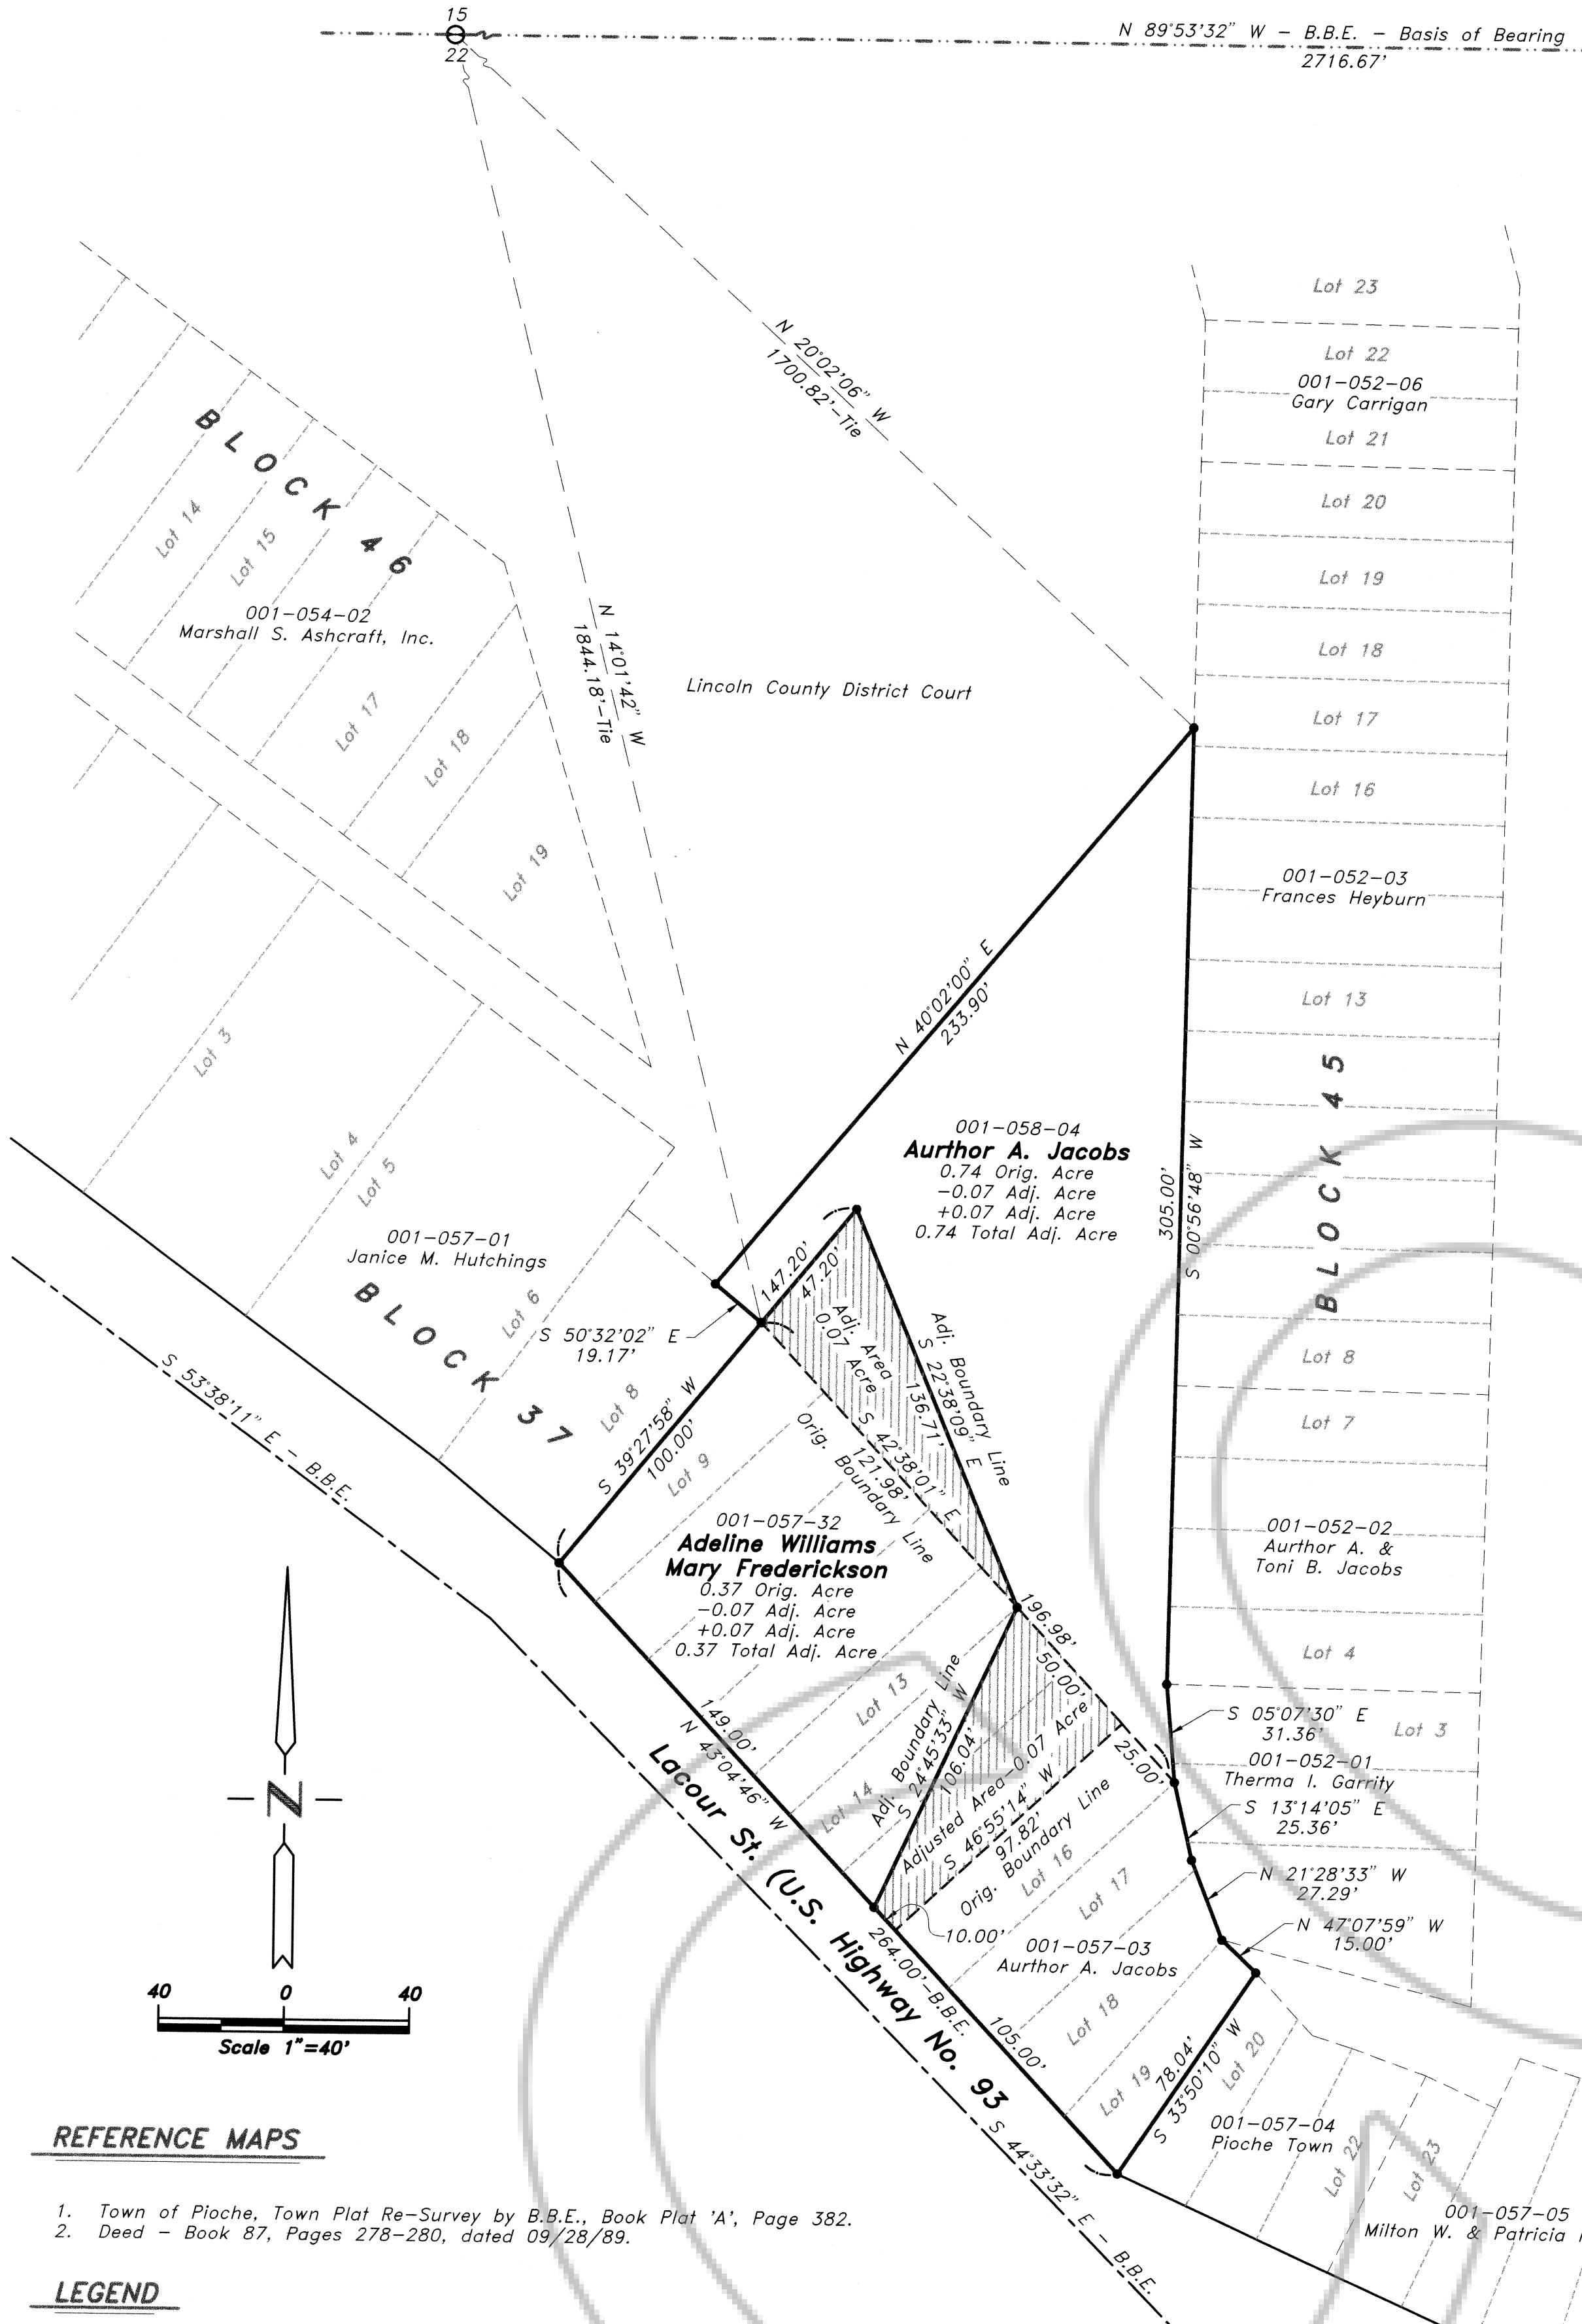 15
22
N 89°53'32" W – B.B.E. – Basis of Bearing
2716.67'
N 20°02'06" W
1700.82'–Tie
N 14°01'42" W
1844.18'–Tie
Lincoln County District Court
BLOCK 46
Lot 14
Lot 15
001–054–02
Marshall S. Ashcraft, Inc.
Lot 17
Lot 18
Lot 19
Lot 23
Lot 22
001–052–06
Gary Carrigan
Lot 21
Lot 20
Lot 19
Lot 18
Lot 17
Lot 16
001–052–03
Frances Heyburn
Lot 13
BLOCK 45
Lot 8
Lot 7
001–052–02
Aurthor A. &
Toni B. Jacobs
Lot 4
Lot 3
001–052–01
Therma I. Garrity
N 40°02'00" E
233.90'
305.00'
S 00°56'48" W
001–058–04
Aurthor A. Jacobs
0.74 Orig. Acre
–0.07 Adj. Acre
+0.07 Adj. Acre
0.74 Total Adj. Acre
Lot 3
Lot 4
Lot 5
001–057–01
Janice M. Hutchings
BLOCK 37
Lot 6
Lot 8
Lot 9
S 50°32'02" E
19.17'
147.20'
47.20'
Adj. Area
0.07 Acre
Adj. Boundary Line
S 22°38'09" E
136.71'
S 42°38'01" E
121.98'
Orig. Boundary Line
S 39°27'58" W
100.00'
S 53°38'11" E – B.B.E.
001–057–32
Adeline Williams
Mary Frederickson
0.37 Orig. Acre
–0.07 Adj. Acre
+0.07 Adj. Acre
0.37 Total Adj. Acre
196.98'
50.00'
25.00'
Lot 13
Lot 14
149.00'
N 43°04'46" W
Adj. Boundary Line
S 24°45'33" W
106.04'
Adjusted Area–0.07 Acre
S 46°55'14" W
97.82'
Orig. Boundary Line
Lot 16
Lot 17
Lot 18
Lot 19
Lot 20
S 05°07'30" E
31.36'
S 13°14'05" E
25.36'
N 21°28'33" W
27.29'
N 47°07'59" W
15.00'
10.00'
001–057–03
Aurthor A. Jacobs
264.00'–B.B.E.
105.00'
78.04'
S 33°50'10" W
Lacour St. (U.S. Highway No. 93
S 44°33'32" E – B.B.E.
001–057–04
Pioche Town
Lot 22
Lot 23
001–057–05
Milton W. & Patricia
N
40 0 40
Scale 1"=40'
REFERENCE MAPS
1. Town of Pioche, Town Plat Re–Survey by B.B.E., Book Plat 'A', Page 382.
2. Deed – Book 87, Pages 278–280, dated 09/28/89.
LEGEND